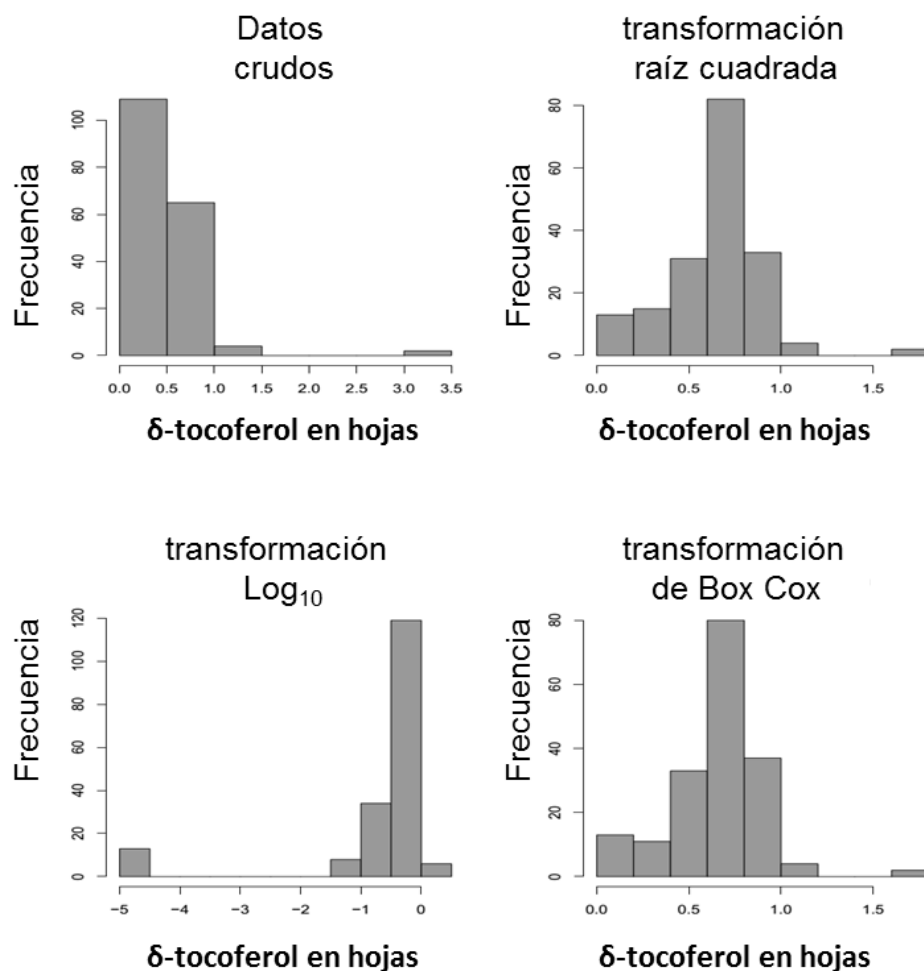 Datos
crudos
Frecuencia
100
80
60
40
20
0
0.0 0.5 1.0 1.5 2.0 2.5 3.0 3.5
δ-tocoferol en hojas
transformación
raíz cuadrada
Frecuencia
80
60
40
20
0
0.0 0.5 1.0 1.5
δ-tocoferol en hojas
transformación
Log₁₀
Frecuencia
120
100
80
60
40
20
0
−5 −4 −3 −2 −1 0
δ-tocoferol en hojas
transformación
de Box Cox
Frecuencia
80
60
40
20
0
0.0 0.5 1.0 1.5
δ-tocoferol en hojas